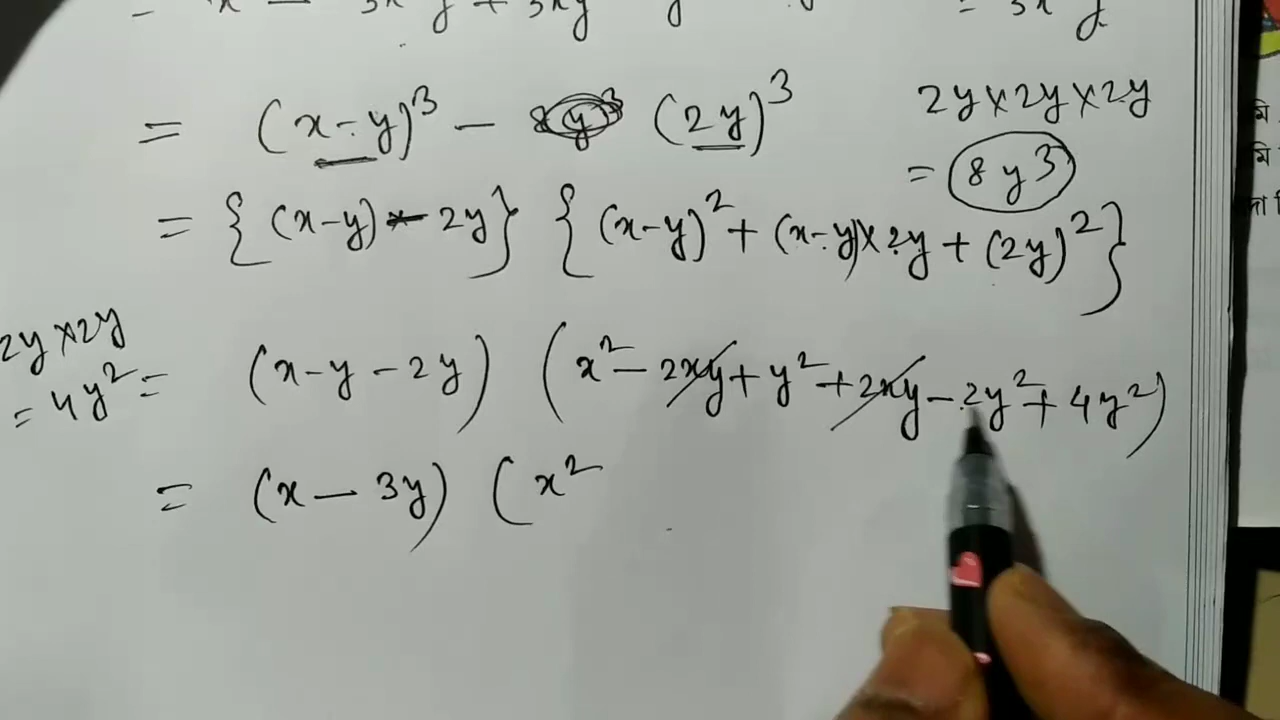 = (x-y)³ - (2y)³
2y×2y×2y
= 8y3
= {(x-y) - 2y} {(x-y)² + (x-y)×2y + (2y)²}
2y×2y
= 4y²
= (x-y-2y) (x² - 2xy + y² + 2xy - 2y² + 4y²)
= (x - 3y) (x²